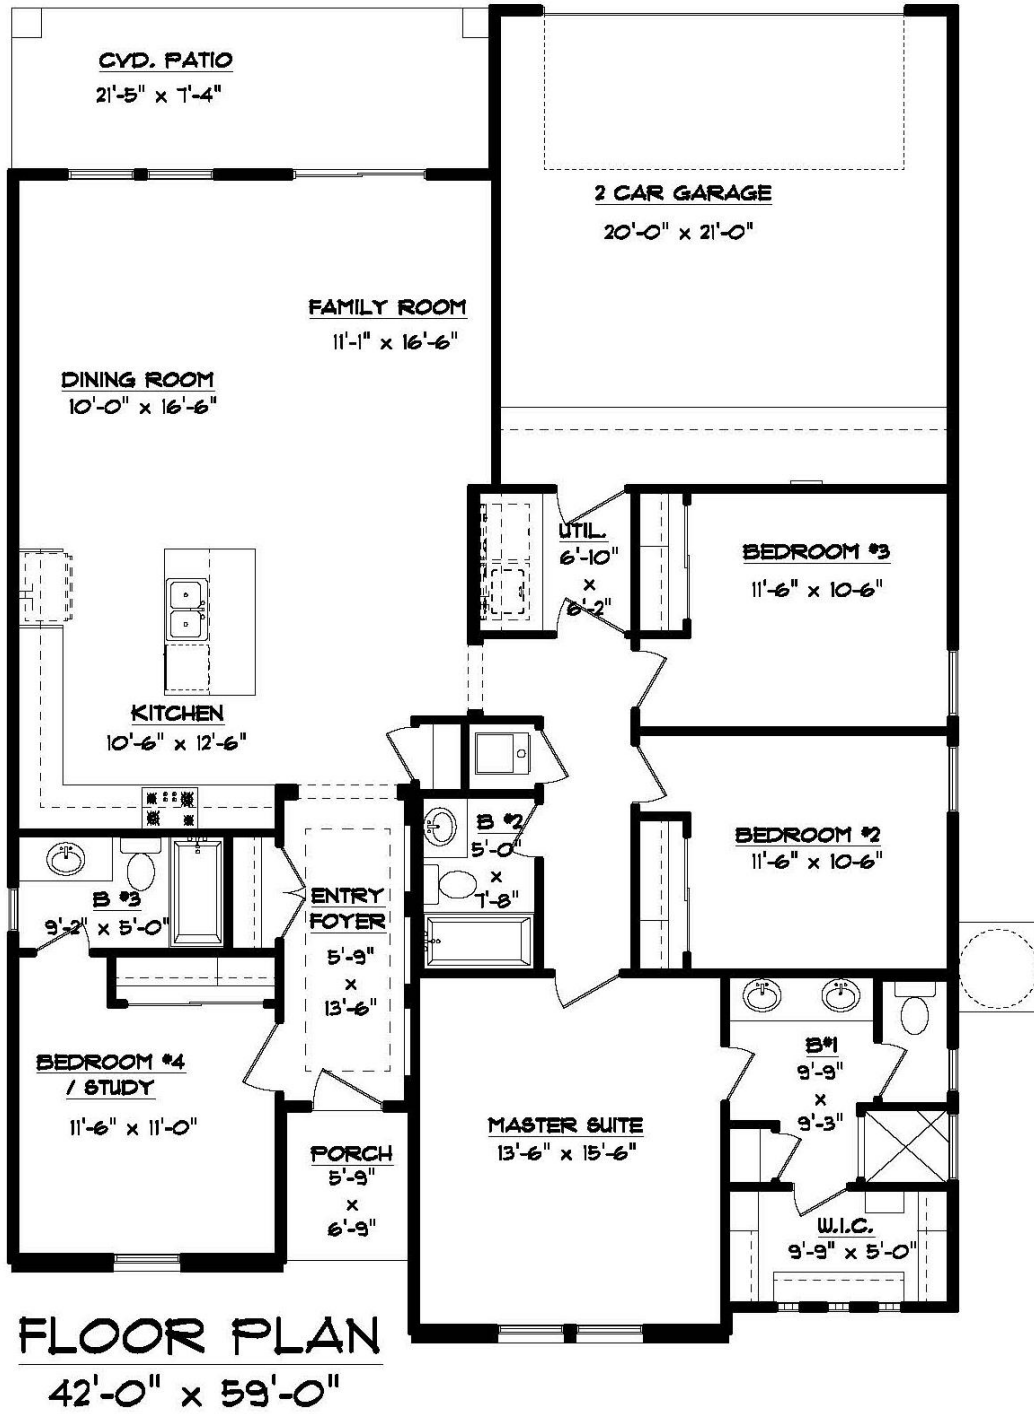 CVD. PATIO
21'-5" x 7'-4"
2 CAR GARAGE
20'-0" x 21'-0"
FAMILY ROOM
11'-1" x 16'-6"
DINING ROOM
10'-0" x 16'-6"
UTIL.
6'-10"
x
6'-2"
BEDROOM #3
11'-6" x 10-6"
KITCHEN
10'-6" x 12'-6"
B #2
5'-0"
x
7'-8"
BEDROOM #2
11'-6" x 10-6"
B #3
9'-2" x 5'-0"
ENTRY
FOYER
5'-9"
x
13'-6"
BEDROOM #4
/ STUDY
11'-6" x 11'-0"
B#1
9'-9"
x
9'-3"
MASTER SUITE
13'-6" x 15'-6"
PORCH
5'-9"
x
6'-9"
W.I.C.
9'-9" x 5'-0"
FLOOR PLAN
42'-0" x 59'-0"